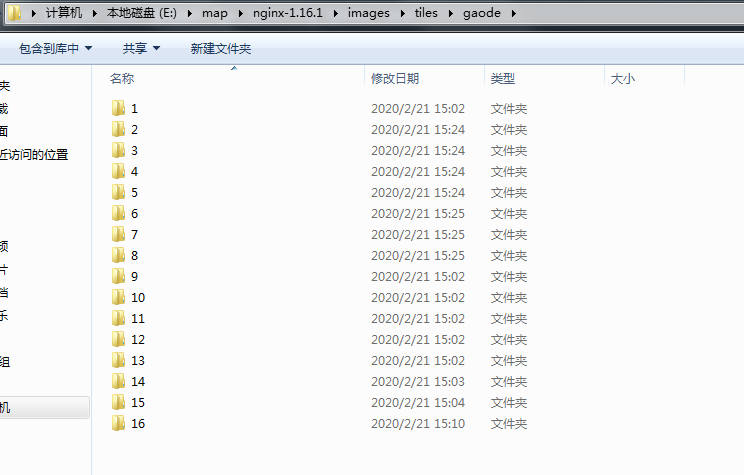 计算机 本地磁盘 (E:) map nginx-1.16.1 images tiles gaode
包含到库中 共享 新建文件夹
名称 修改日期 类型 大小
夹
载
面
近访问的位置
频
片
档
乐
组
机
1 2020/2/21 15:02 文件夹
2 2020/2/21 15:24 文件夹
3 2020/2/21 15:24 文件夹
4 2020/2/21 15:24 文件夹
5 2020/2/21 15:24 文件夹
6 2020/2/21 15:25 文件夹
7 2020/2/21 15:25 文件夹
8 2020/2/21 15:25 文件夹
9 2020/2/21 15:02 文件夹
10 2020/2/21 15:02 文件夹
11 2020/2/21 15:02 文件夹
12 2020/2/21 15:02 文件夹
13 2020/2/21 15:02 文件夹
14 2020/2/21 15:03 文件夹
15 2020/2/21 15:04 文件夹
16 2020/2/21 15:10 文件夹